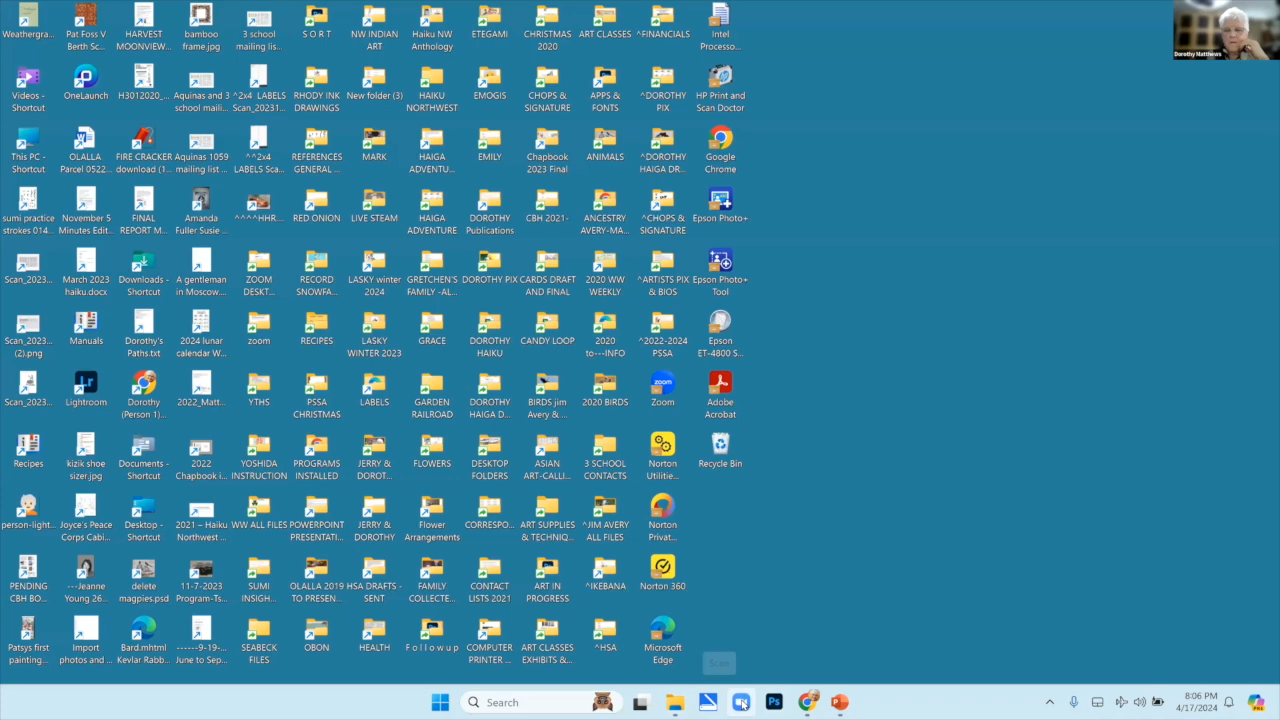 Weathergra...
Pat Foss V
Berth Sc...
HARVEST
MOONVIEW...
bamboo
frame.jpg
3 school
mailing lis...
S O R T
NW INDIAN
ART
Haiku NW
Anthology
ETEGAMI
CHRISTMAS
2020
ART CLASSES
^FINANCIALS
Intel
Processo...
Dorothy Matthews
Videos -
Shortcut
OneLaunch
H3012020_...
Aquinas and 3
school maili...
^2x4 LABELS
Scan_20231...
RHODY INK
DRAWINGS
New folder (3)
HAIKU
NORTHWEST
EMOGIS
CHOPS &
SIGNATURE
APPS &
FONTS
^DOROTHY
PIX
HP Print and
Scan Doctor
This PC -
Shortcut
OLALLA
Parcel 0522...
FIRE CRACKER
download (1...
Aquinas 1059
mailing list ...
^^2x4
LABELS Sca...
REFERENCES
GENERAL ...
MARK
HAIGA
ADVENTU...
EMILY
Chapbook
2023 Final
ANIMALS
^DOROTHY
HAIGA DR...
Google
Chrome
sumi practice
strokes 014...
November 5
Minutes Edit...
FINAL
REPORT M...
Amanda
Fuller Susie ...
^^^^HHR...
RED ONION
LIVE STEAM
HAIGA
ADVENTURE
DOROTHY
Publications
CBH 2021-
ANCESTRY
AVERY-MA...
^CHOPS &
SIGNATURE
Epson Photo+
Scan_2023...
March 2023
haiku.docx
Downloads -
Shortcut
A gentleman
in Moscow....
ZOOM
DESKT...
RECORD
SNOWFA...
LASKY winter
2024
GRETCHEN'S
FAMILY -AL...
DOROTHY PIX
CARDS DRAFT
AND FINAL
2020 WW
WEEKLY
^ARTISTS PIX
& BIOS
Epson Photo+
Tool
Scan_2023...
(2).png
Manuals
Dorothy's
Paths.txt
2024 lunar
calendar W...
zoom
RECIPES
LASKY
WINTER 2023
GRACE
DOROTHY
HAIKU
CANDY LOOP
2020
to---INFO
^2022-2024
PSSA
Epson
ET-4800 S...
Scan_2023...
Lightroom
Dorothy
(Person 1)...
2022_Matt...
YTHS
PSSA
CHRISTMAS
LABELS
GARDEN
RAILROAD
DOROTHY
HAIGA D...
BIRDS jim
Avery & ...
2020 BIRDS
zoom
Zoom
Adobe
Acrobat
Recipes
kizik shoe
sizer.jpg
Documents -
Shortcut
2022
Chapbook i...
YOSHIDA
INSTRUCTION
PROGRAMS
INSTALLED
JERRY &
DOROT...
FLOWERS
DESKTOP
FOLDERS
ASIAN
ART-CALLI...
3 SCHOOL
CONTACTS
Norton
Utilitie...
Recycle Bin
person-light...
Joyce's Peace
Corps Cabi...
Desktop -
Shortcut
2021 – Haiku
Northwest ...
WW ALL FILES
POWERPOINT
PRESENTATI...
JERRY &
DOROTHY
Flower
Arrangements
CORRESPO...
ART SUPPLIES
& TECHNIQ...
^JIM AVERY
ALL FILES
Norton
Privat...
PENDING
CBH BO...
---Jeanne
Young 26...
delete
magpies.psd
11-7-2023
Program-Ts...
SUMI
INSIGH...
OLALLA 2019
TO PRESEN...
HSA DRAFTS -
SENT
FAMILY
COLLECTE...
CONTACT
LISTS 2021
ART IN
PROGRESS
^IKEBANA
Norton 360
Patsys first
painting...
Import
photos and ...
Bard.mhtml
Kevlar Rabb...
------9-19-...
June to Sep...
SEABECK
FILES
OBON
HEALTH
F o l l o w u p
COMPUTER
PRINTER ...
ART CLASSES
EXHIBITS &...
^HSA
Microsoft
Edge
Search
Ps
8:06 PM
4/17/2024